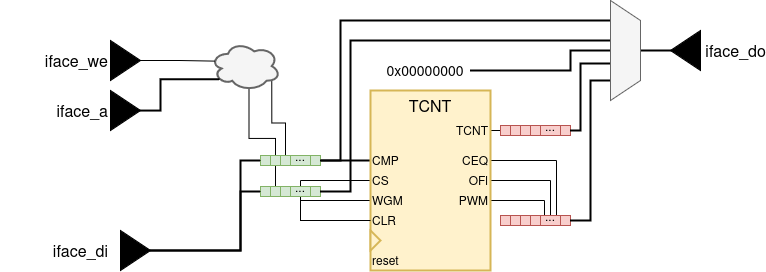 iface_we
iface_a
iface_di
iface_do
0x00000000
TCNT
TCNT
...
CMP
CEQ
...
CS
OFI
...
WGM
PWM
CLR
...
reset